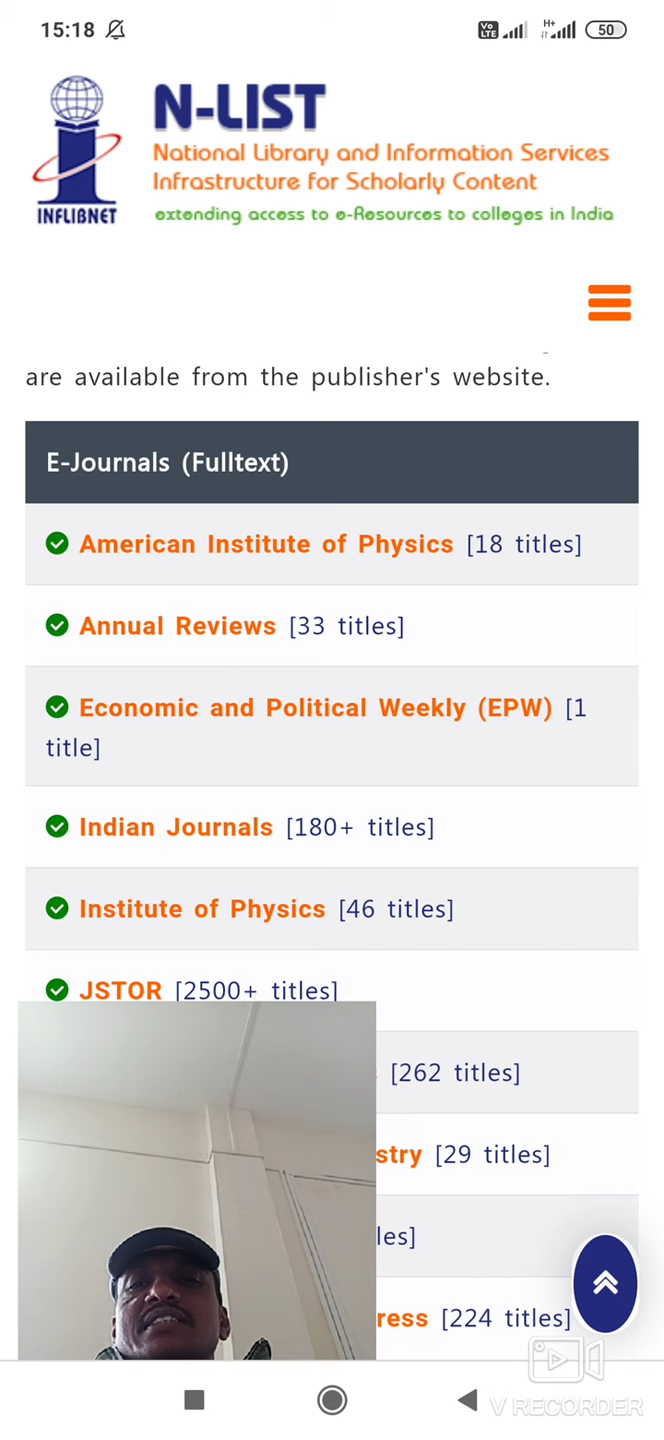 15:18
Vo LTE H+ 50
N-LIST
National Library and Information Services
Infrastructure for Scholarly Content
INFLIBNET extending access to e-Resources to colleges in India
are available from the publisher's website.
E-Journals (Fulltext)
American Institute of Physics [18 titles]
Annual Reviews [33 titles]
Economic and Political Weekly (EPW) [1
title]
Indian Journals [180+ titles]
Institute of Physics [46 titles]
JSTOR [2500+ titles]
[262 titles]
stry [29 titles]
les]
ress [224 titles]
V RECORDER